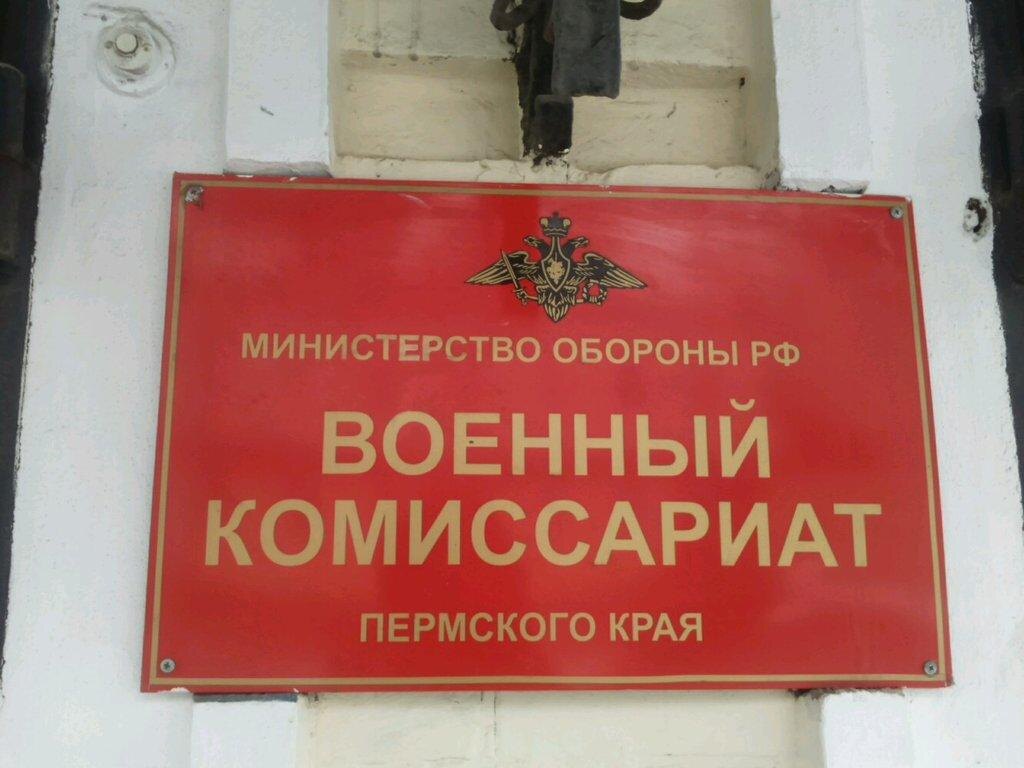 МИНИСТЕРСТВО ОБОРОНЫ РФ
ВОЕННЫЙ
КОМИССАРИАТ
ПЕРМСКОГО КРАЯ